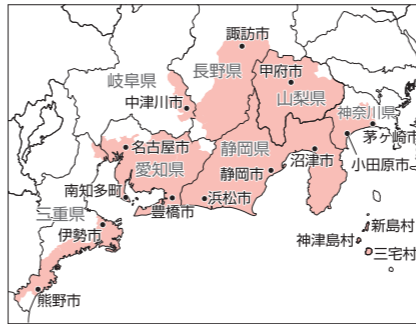 諏訪市
岐阜県
長野県
甲府市
中津川市
山梨県
神奈川県
名古屋市
茅ヶ崎市
静岡県
愛知県
沼津市
小田原市
静岡市
南知多町
三重県
豊橋市
浜松市
伊勢市
新島村
神津島村
三宅村
熊野市